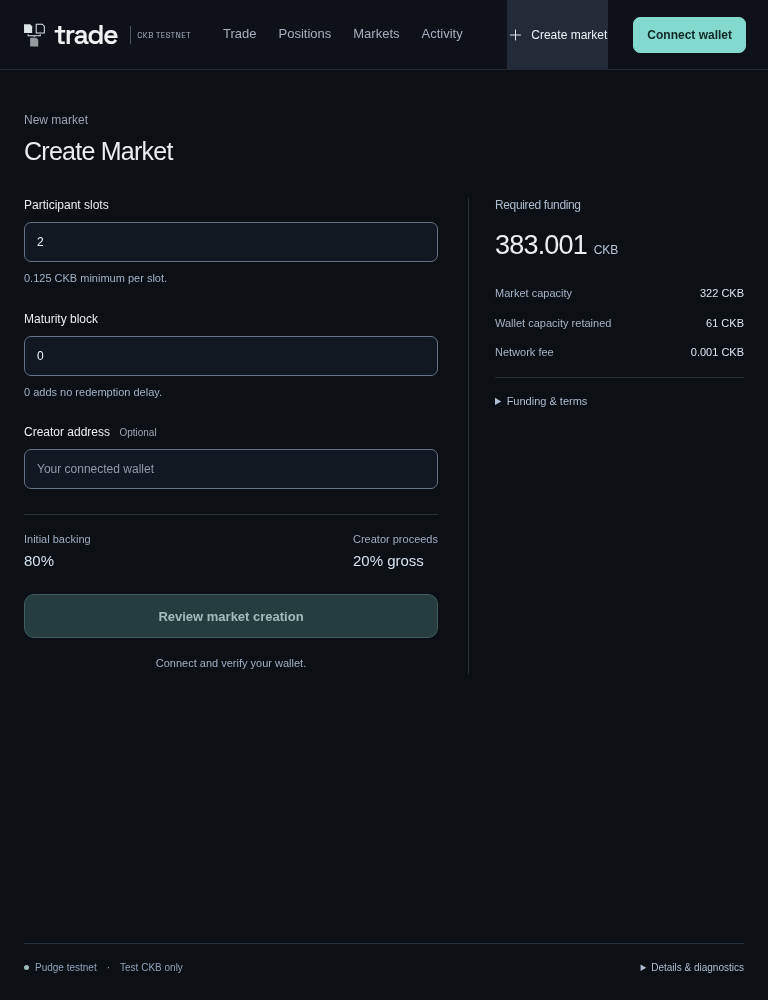 trade CKB TESTNET Trade Positions Markets Activity Create market Connect wallet
New market
Create Market
Participant slots
2
0.125 CKB minimum per slot.
Maturity block
0
0 adds no redemption delay.
Creator address Optional
Your connected wallet
Initial backing Creator proceeds
80% 20% gross
Review market creation
Connect and verify your wallet.
Required funding
383.001 CKB
Market capacity 322 CKB
Wallet capacity retained 61 CKB
Network fee 0.001 CKB
Funding & terms
Pudge testnet · Test CKB only Details & diagnostics